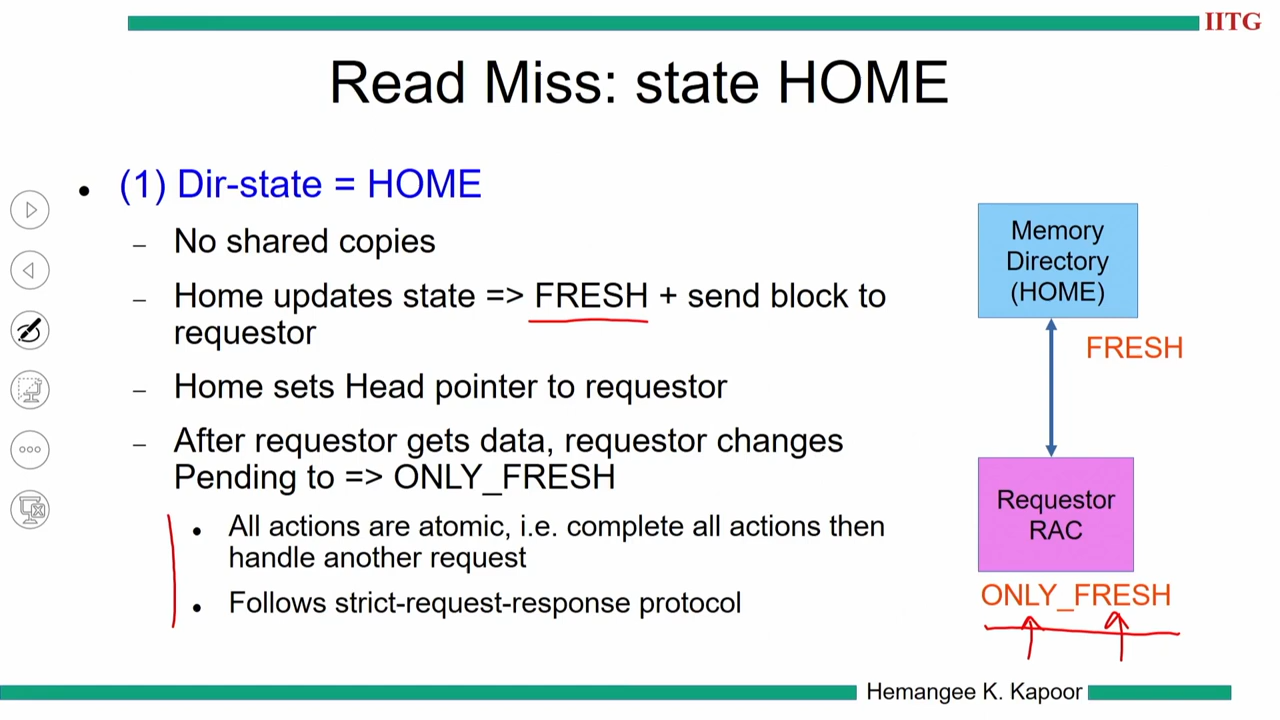 IITG
Read Miss: state HOME
• (1) Dir-state = HOME
– No shared copies
– Home updates state => FRESH + send block to
requestor
– Home sets Head pointer to requestor
– After requestor gets data, requestor changes
Pending to => ONLY_FRESH
• All actions are atomic, i.e. complete all actions then
handle another request
• Follows strict-request-response protocol
Memory
Directory
(HOME)
FRESH
Requestor
RAC
ONLY_FRESH
Hemangee K. Kapoor